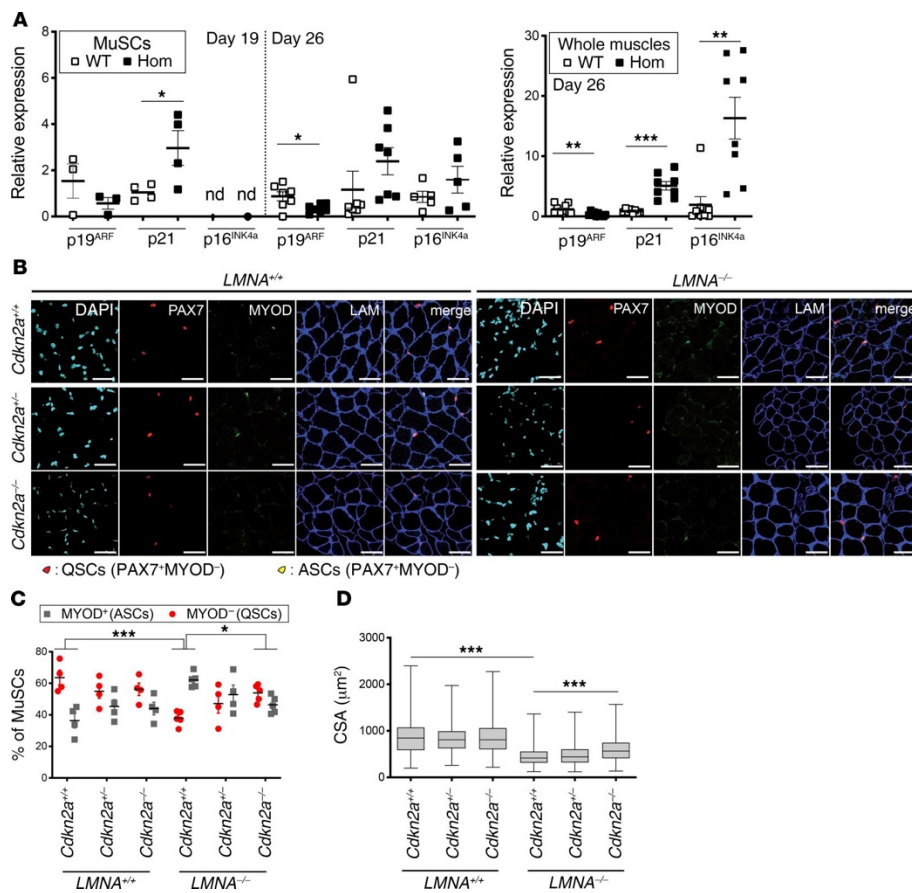 A
MuSCs
□ WT ■ Hom
Day 19
Day 26
Relative expression
8
6
4
2
0
*
nd nd
*
p19ARF
p21
p16INK4a
p19ARF
p21
p16INK4a
Whole muscles
□ WT ■ Hom
Day 26
Relative expression
30
20
10
0
**
***
**
p19ARF
p21
p16INK4a
B
LMNA+/+
LMNA−/−
DAPI PAX7 MYOD LAM merge
DAPI PAX7 MYOD LAM merge
Cdkn2a+/+
Cdkn2a+/−
Cdkn2a−/−
: QSCs (PAX7+MYOD−)
: ASCs (PAX7+MYOD−)
C
MYOD+(ASCs) MYOD−(QSCs)
% of MuSCs
80
60
40
20
0
***
*
Cdkn2a+/+
Cdkn2a+/−
Cdkn2a−/−
Cdkn2a+/+
Cdkn2a+/−
Cdkn2a−/−
LMNA+/+
LMNA−/−
D
CSA (μm2)
3000
2000
1000
0
***
***
Cdkn2a+/+
Cdkn2a+/−
Cdkn2a−/−
Cdkn2a+/+
Cdkn2a+/−
Cdkn2a−/−
LMNA+/+
LMNA−/−